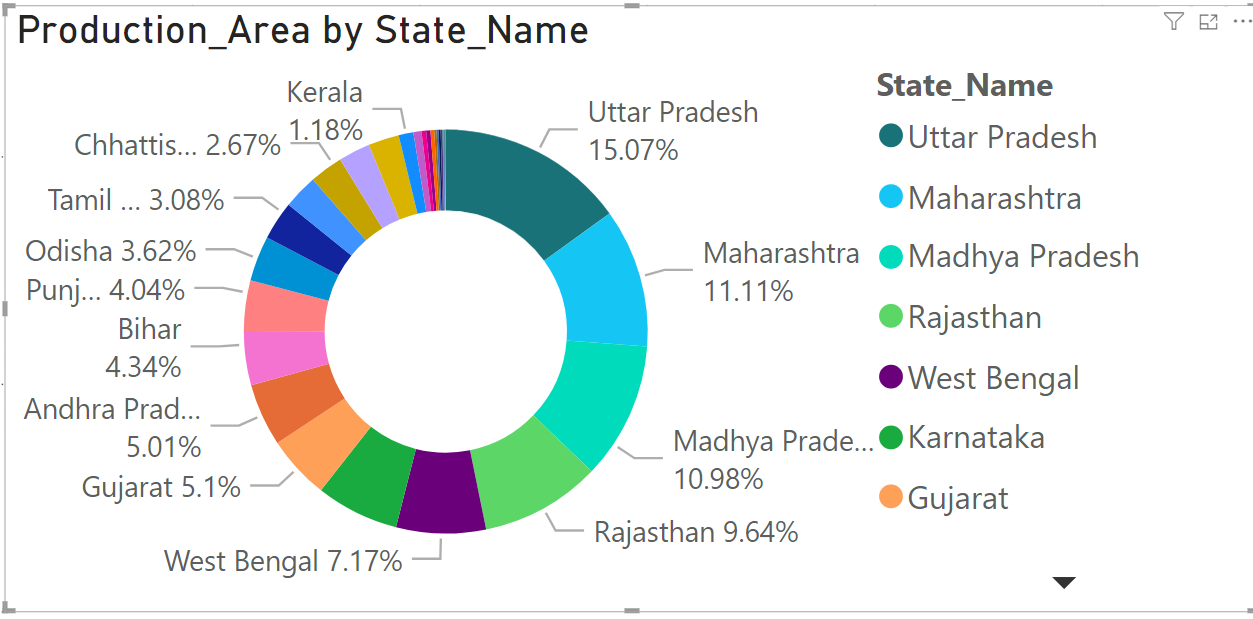 Production_Area by State_Name
Kerala
1.18%
Chhattis... 2.67%
Tamil ... 3.08%
Odisha 3.62%
Punj... 4.04%
Bihar
4.34%
Andhra Prad...
5.01%
Gujarat 5.1%
West Bengal 7.17%
Rajasthan 9.64%
Madhya Prade...
10.98%
Maharashtra
11.11%
Uttar Pradesh
15.07%
State_Name
Uttar Pradesh
Maharashtra
Madhya Pradesh
Rajasthan
West Bengal
Karnataka
Gujarat